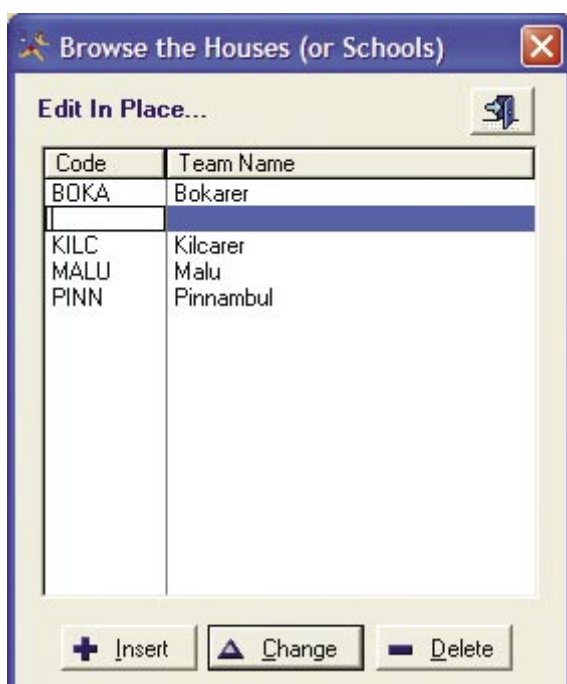 Browse the Houses (or Schools)
Edit In Place...
Code Team Name
BOKA Bokarer
KILC Kilcarer
MALU Malu
PINN Pinnambul
Insert Change Delete